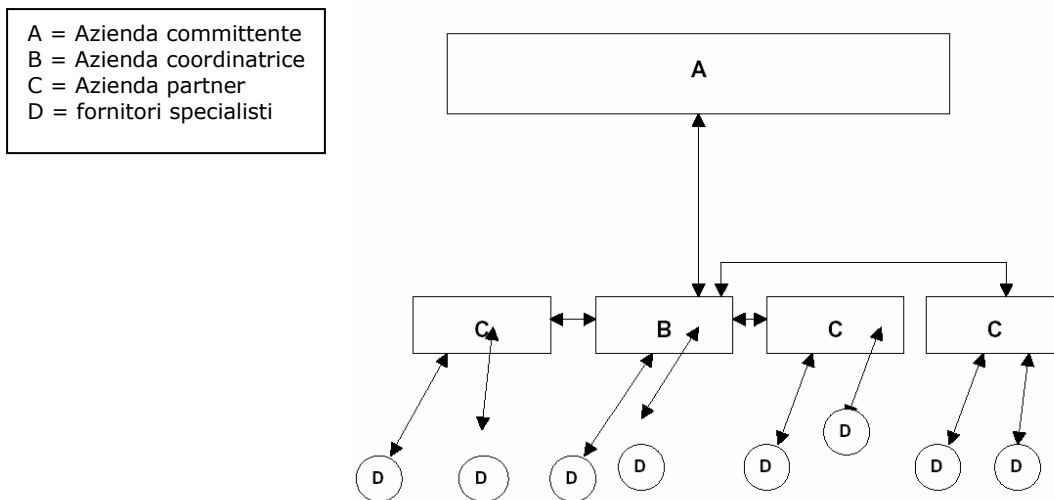 A = Azienda committente
B = Azienda coordinatrice
C = Azienda partner
D = fornitori specialisti
A
C
B
C
C
D
D
D
D
D
D
D
D